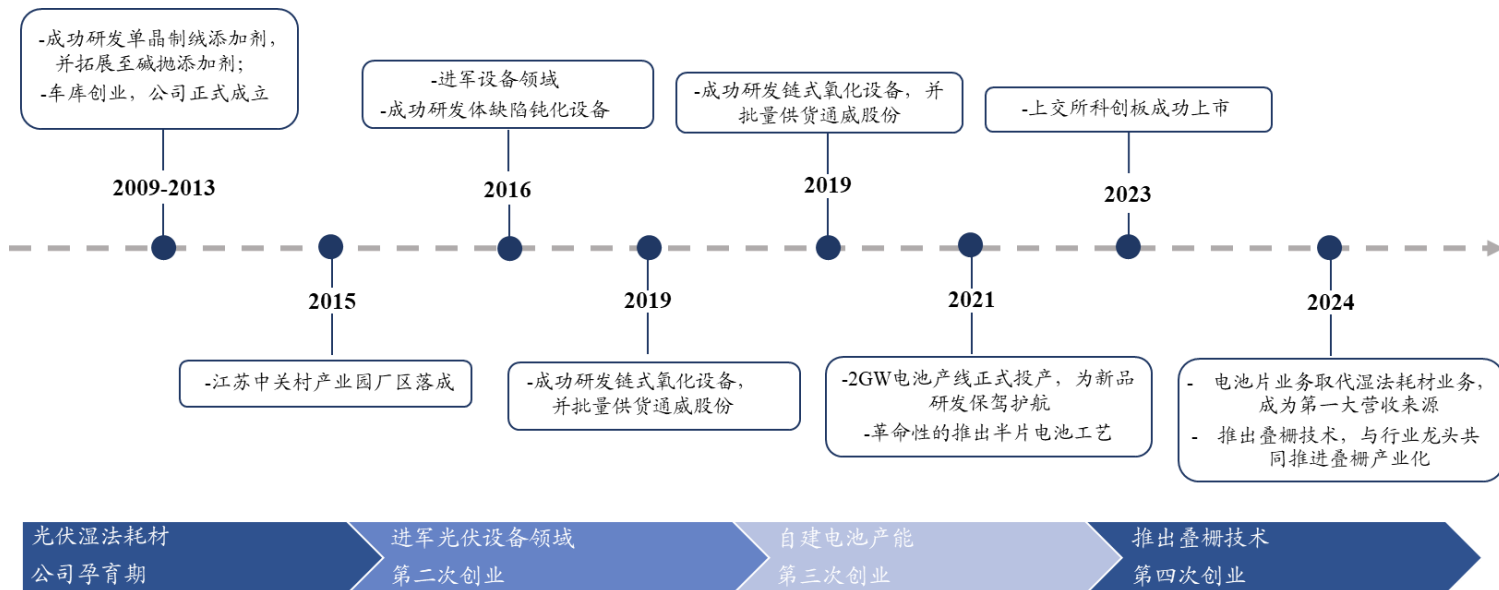 -成功研发单晶制绒添加剂，
并拓展至碱抛添加剂；
-车库创业，公司正式成立
2009-2013
2015
-江苏中关村产业园厂区落成
-进军设备领域
-成功研发体缺陷钝化设备
2016
2019
-成功研发链式氧化设备，
并批量供货通威股份
-成功研发链式氧化设备，并
批量供货通威股份
2019
2021
-2GW电池产线正式投产，为新品
研发保驾护航
-革命性的推出半片电池工艺
-上交所科创板成功上市
2023
2024
- 电池片业务取代湿法耗材业务，
成为第一大营收来源
- 推出叠栅技术，与行业龙头共
同推进叠栅产业化
光伏湿法耗材
公司孕育期
进军光伏设备领域
第二次创业
自建电池产能
第三次创业
推出叠栅技术
第四次创业